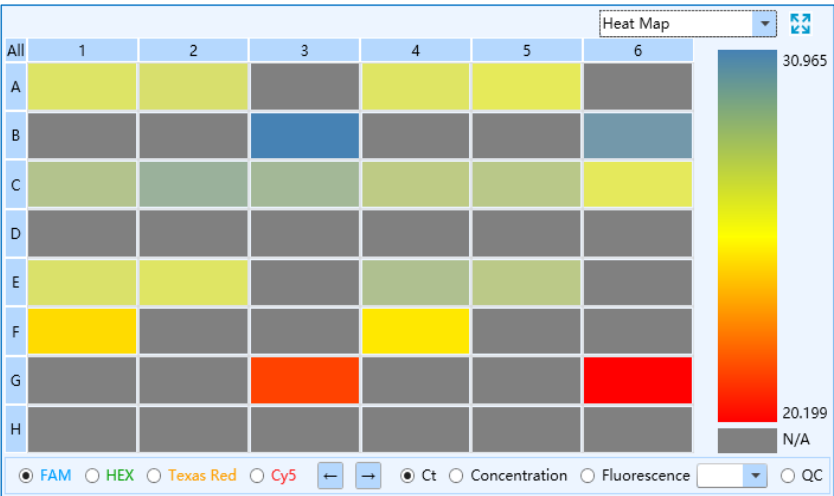 Heat Map
All 1 2 3 4 5 6
30.965
A
B
C
D
E
F
G
20.199
H
N/A
FAM HEX Texas Red Cy5 ← → Ct Concentration Fluorescence QC